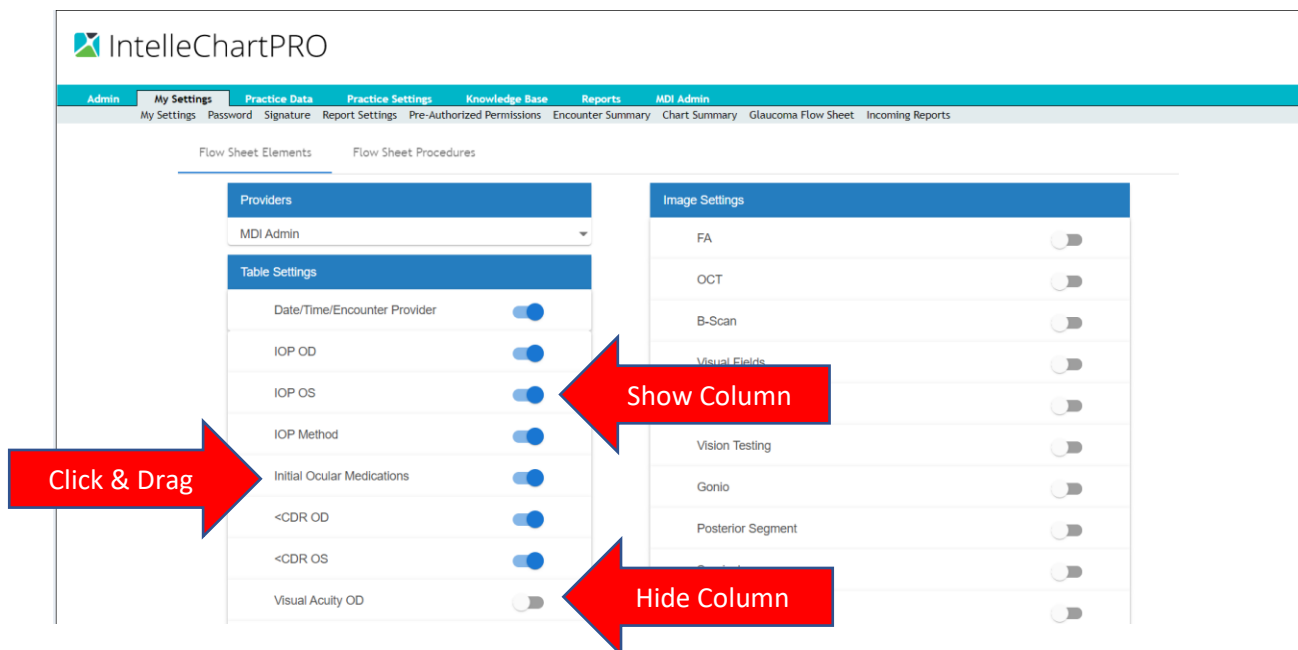 IntelleChartPRO
Admin My Settings Practice Data Practice Settings Knowledge Base Reports MDI Admin
My Settings Password Signature Report Settings Pre-Authorized Permissions Encounter Summary Chart Summary Glaucoma Flow Sheet Incoming Reports
Flow Sheet Elements Flow Sheet Procedures
Providers
MDI Admin
Table Settings
Date/Time/Encounter Provider
IOP OD
IOP OS
IOP Method
Initial Ocular Medications
<CDR OD
<CDR OS
Visual Acuity OD
Image Settings
FA
OCT
B-Scan
Visual Fields
Vision Testing
Gonio
Posterior Segment
Show Column
Click & Drag
Hide Column